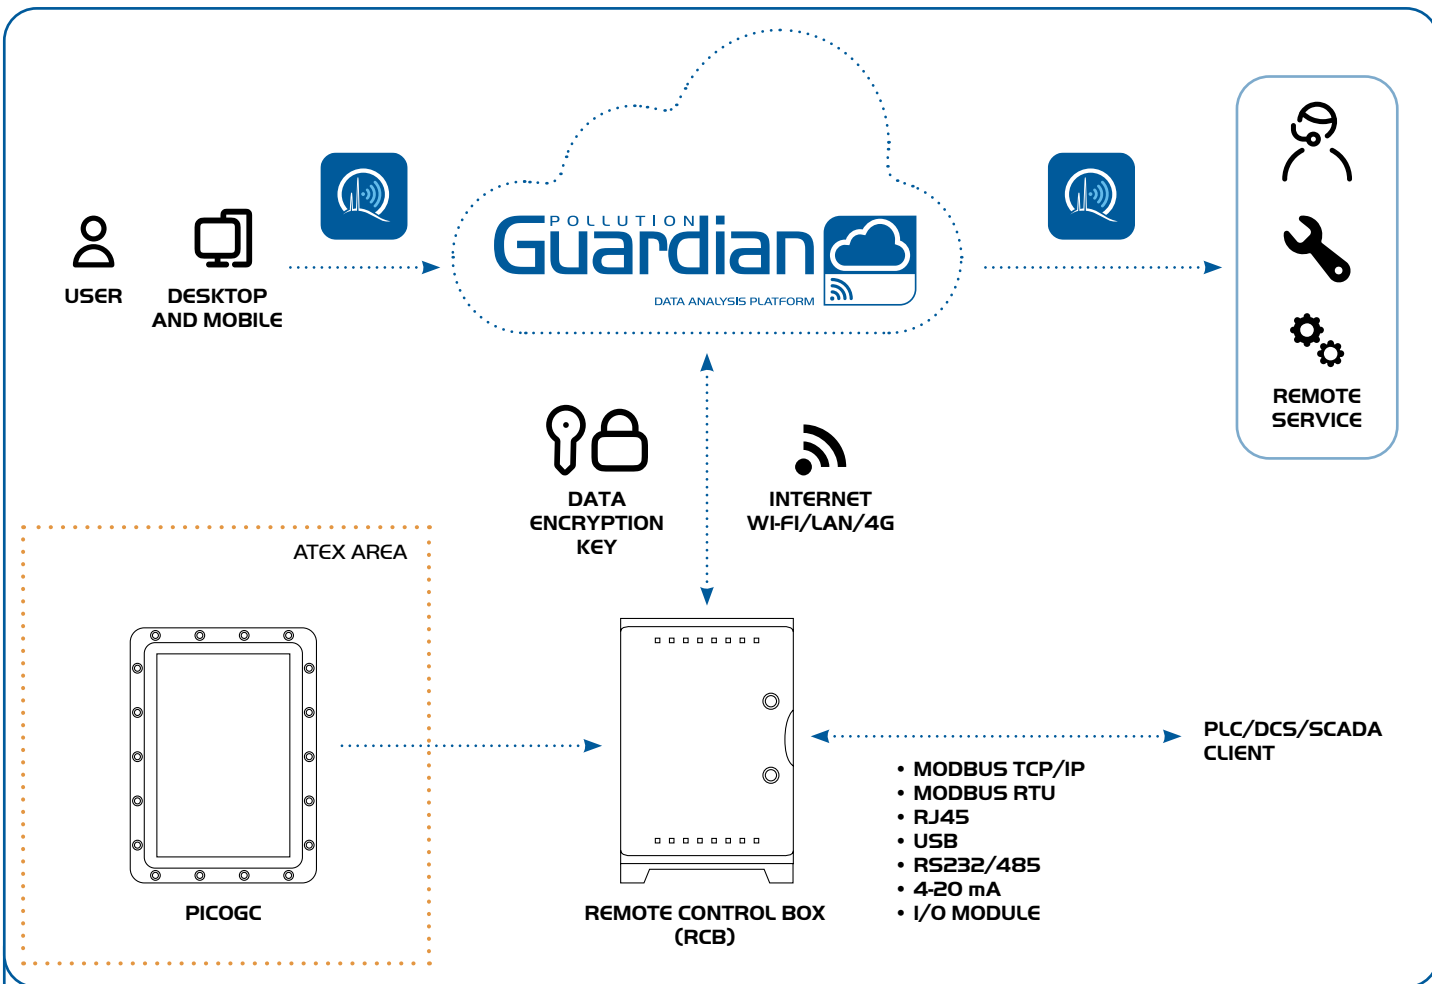 POLLUTION
Guardian
DATA ANALYSIS PLATFORM
USER
DESKTOP
AND MOBILE
REMOTE
SERVICE
DATA
ENCRYPTION
KEY
INTERNET
WI-FI/LAN/4G
ATEX AREA
PICOGC
REMOTE CONTROL BOX
(RCB)
PLC/DCS/SCADA
CLIENT
• MODBUS TCP/IP
• MODBUS RTU
• RJ45
• USB
• RS232/485
• 4-20 mA
• I/O MODULE